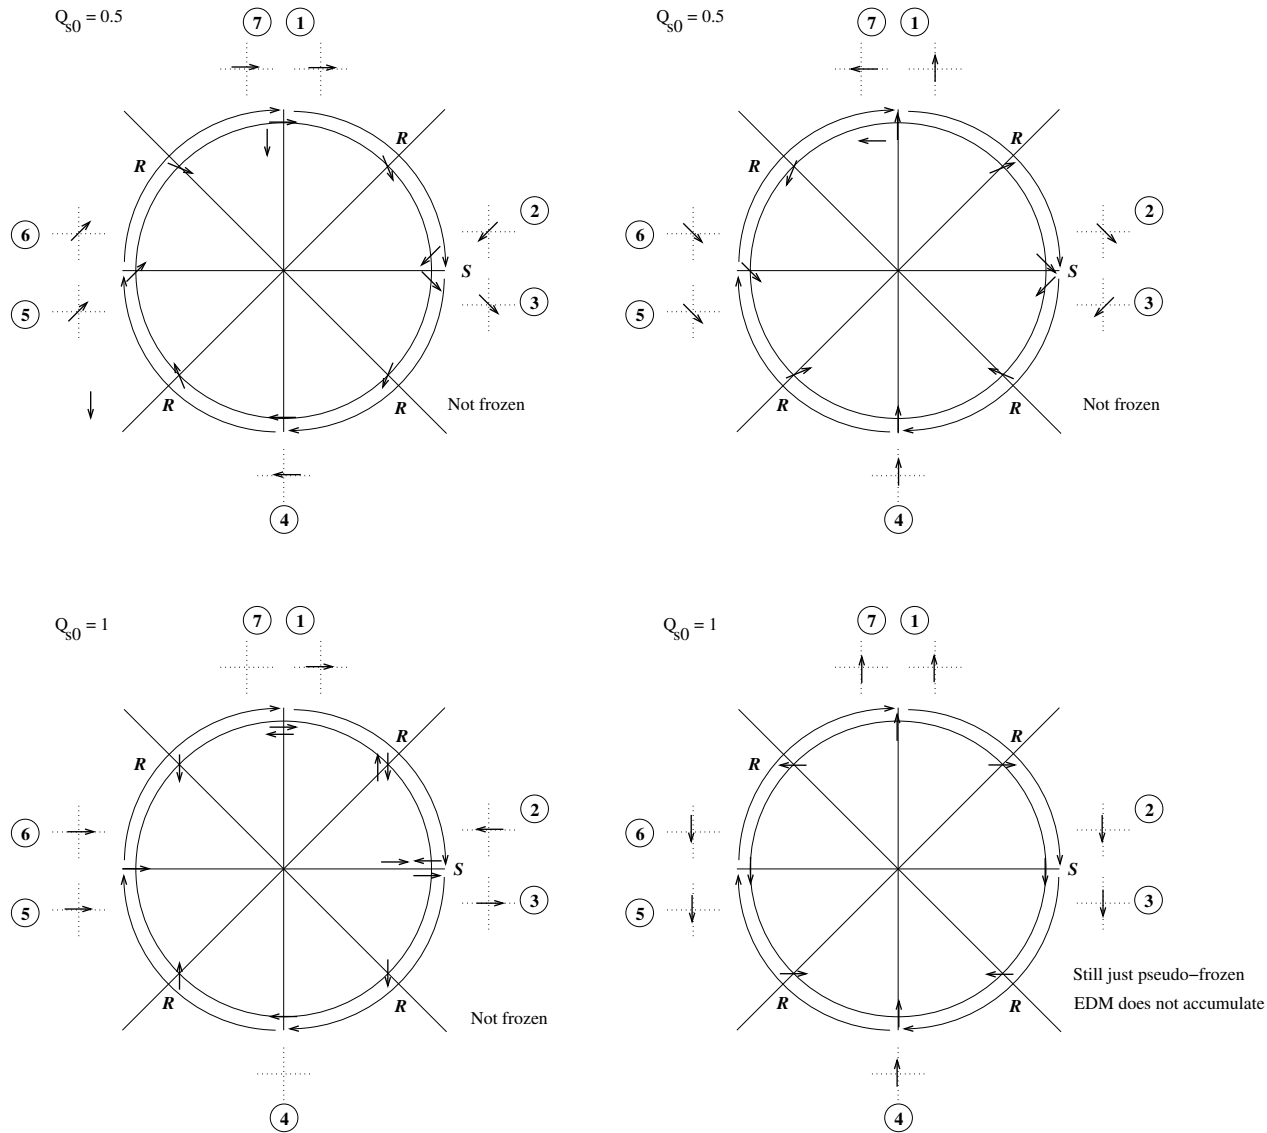 Q_s0 = 0.5
7 1
R R
6 2
S
5 3
R R
Not frozen
4
Q_s0 = 0.5
7 1
R R
6 2
S
5 3
R R
Not frozen
4
Q_s0 = 1
7 1
R R
6 2
S
5 3
R R
Not frozen
4
Q_s0 = 1
7 1
R R
6 2
S
5 3
Still just pseudo−frozen
R R
EDM does not accumulate
4